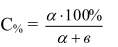 C% = α·100% / α + в